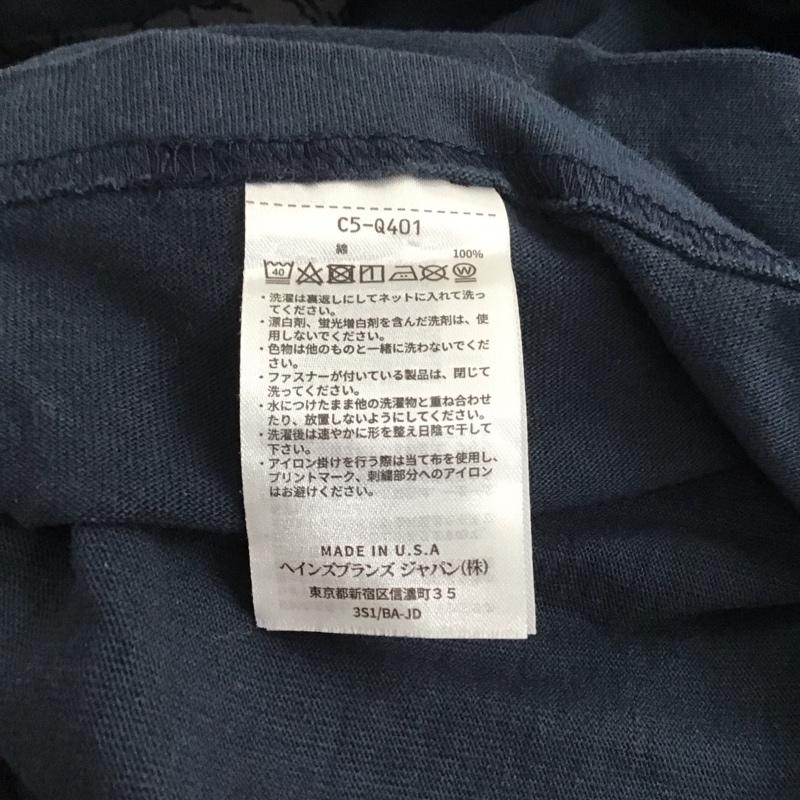 C5-Q401
綿 100%
40 W
・洗濯は裏返しにしてネットに入れて洗っ
てください。
・漂白剤、蛍光増白剤を含んだ洗剤は、使
用しないでください。
・色物は他のものと一緒に洗わないでくだ
さい。
・ファスナーが付いている製品は、閉じて
洗ってください。
・水につけたまま他の洗濯物と重ね合わせ
たり、放置しないようにしてください。
・洗濯後は速やかに形を整え日陰で干して
下さい。
・アイロン掛けを行う際は当て布を使用し、
プリントマーク、刺繍部分へのアイロン
はお避けください。
MADE IN U.S.A
ヘインズブランズ ジャパン(株)
東京都新宿区信濃町35
3S1/BA-JD